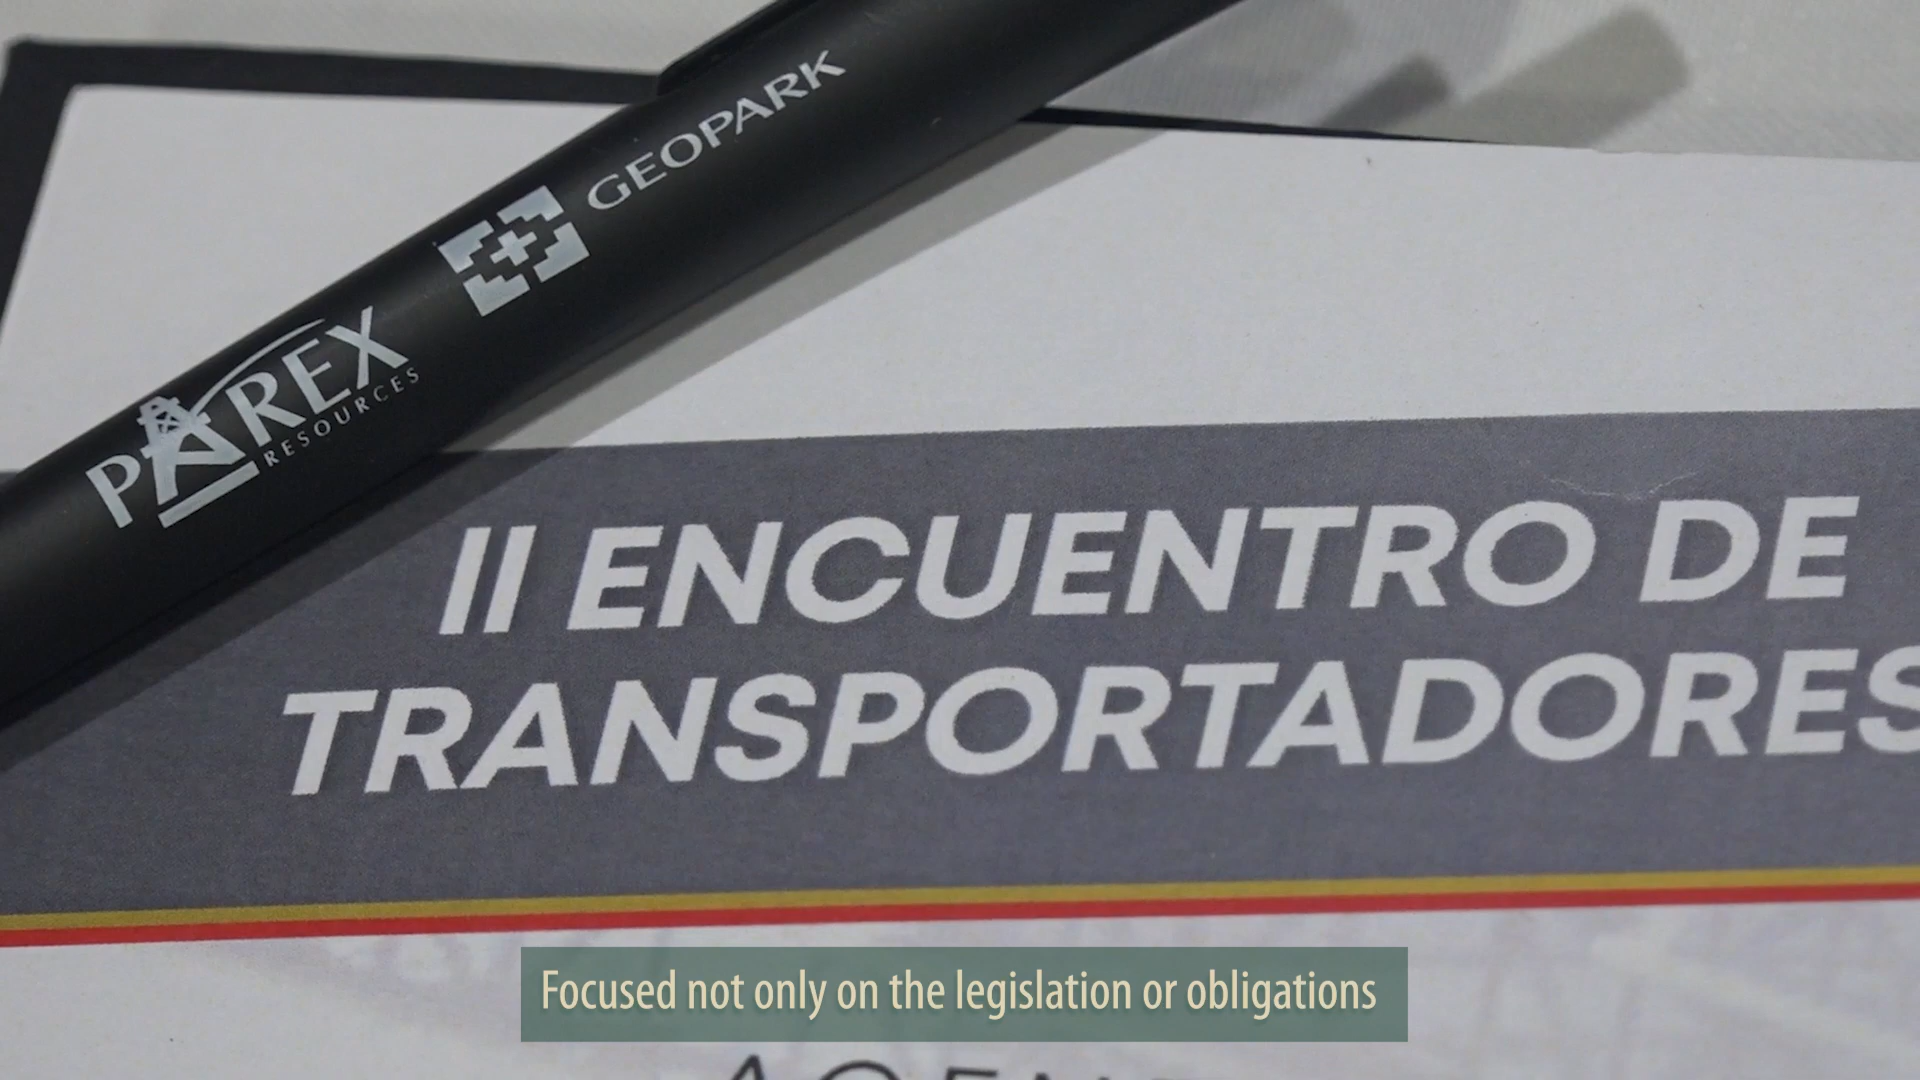 GEOPARK
PAREX
RESOURCES
II ENCUENTRO DE
TRANSPORTADORES
Focused not only on the legislation or obligations